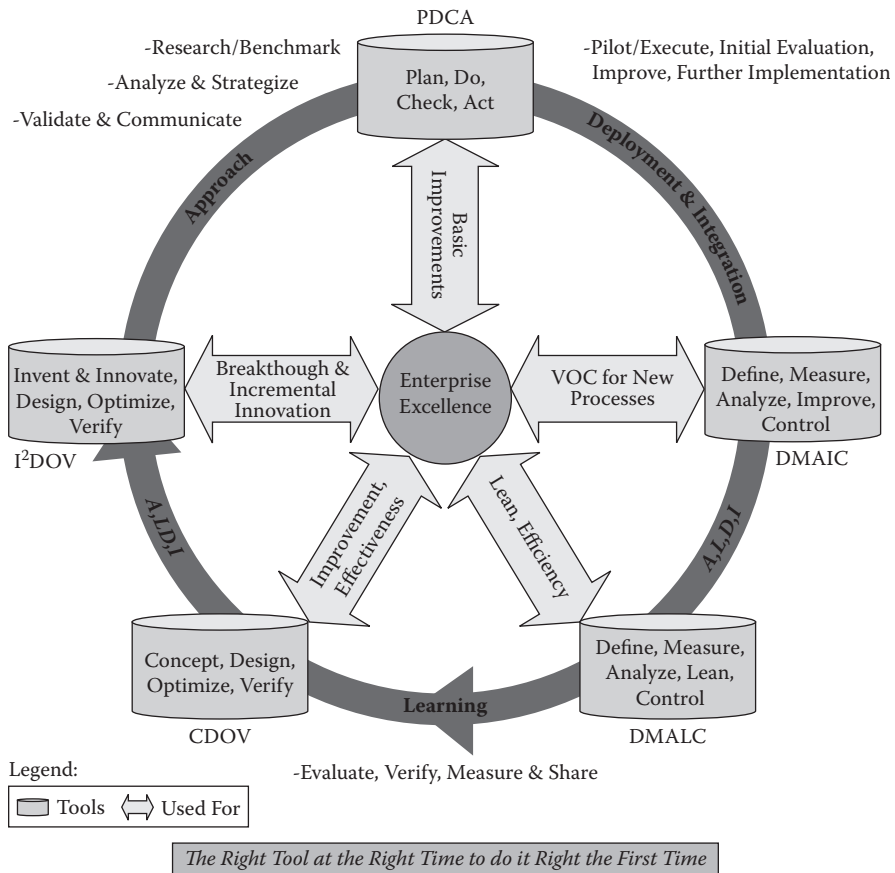 PDCA
-Research/Benchmark
-Analyze & Strategize
-Validate & Communicate
-Pilot/Execute, Initial Evaluation,
Improve, Further Implementation
Plan, Do,
Check, Act
Approach
Deployment & Integration
Basic
Improvements
Invent & Innovate,
Design, Optimize,
Verify
I²DOV
Breakthough &
Incremental
Innovation
Enterprise
Excellence
VOC for New
Processes
Define, Measure,
Analyze, Improve,
Control
DMAIC
A,LD,I
Improvement,
Effectiveness
Lean, Efficiency
A,L,D,I
Concept, Design,
Optimize, Verify
CDOV
Learning
Define, Measure,
Analyze, Lean,
Control
DMALC
-Evaluate, Verify, Measure & Share
Legend:
Tools
Used For
The Right Tool at the Right Time to do it Right the First Time